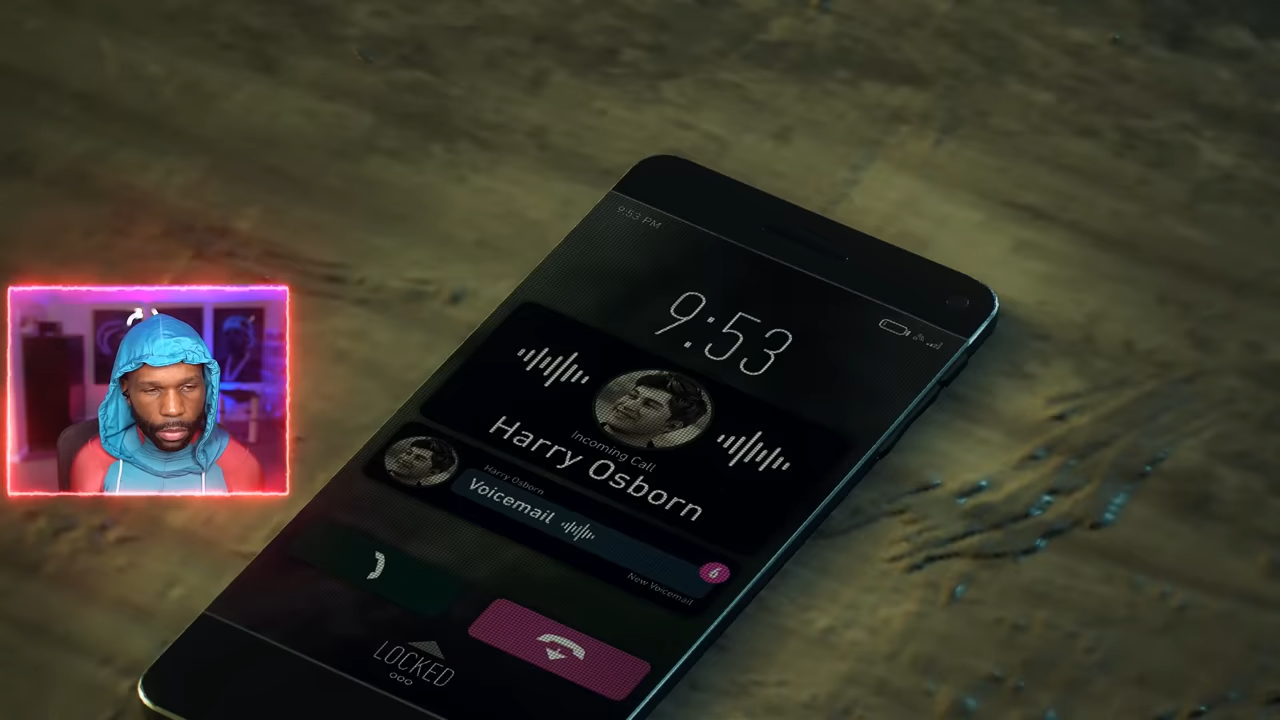 9:53 PM
9:53
Incoming Call
Harry Osborn
Harry Osborn
Voicemail
6
New Voicemail
LOCKED